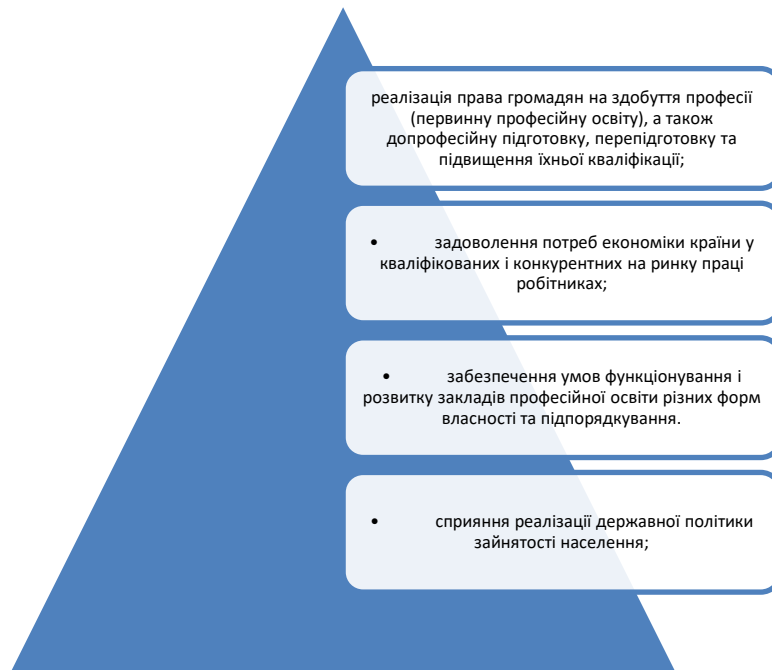 реалізація права громадян на здобуття професії
(первинну професійну освіту), а також
допрофесійну підготовку, перепідготовку та
підвищення їхньої кваліфікації;
• задоволення потреб економіки країни у
кваліфікованих і конкурентних на ринку праці
робітниках;
• забезпечення умов функціонування і
розвитку закладів професійної освіти різних форм
власності та підпорядкування.
• сприяння реалізації державної політики
зайнятості населення;